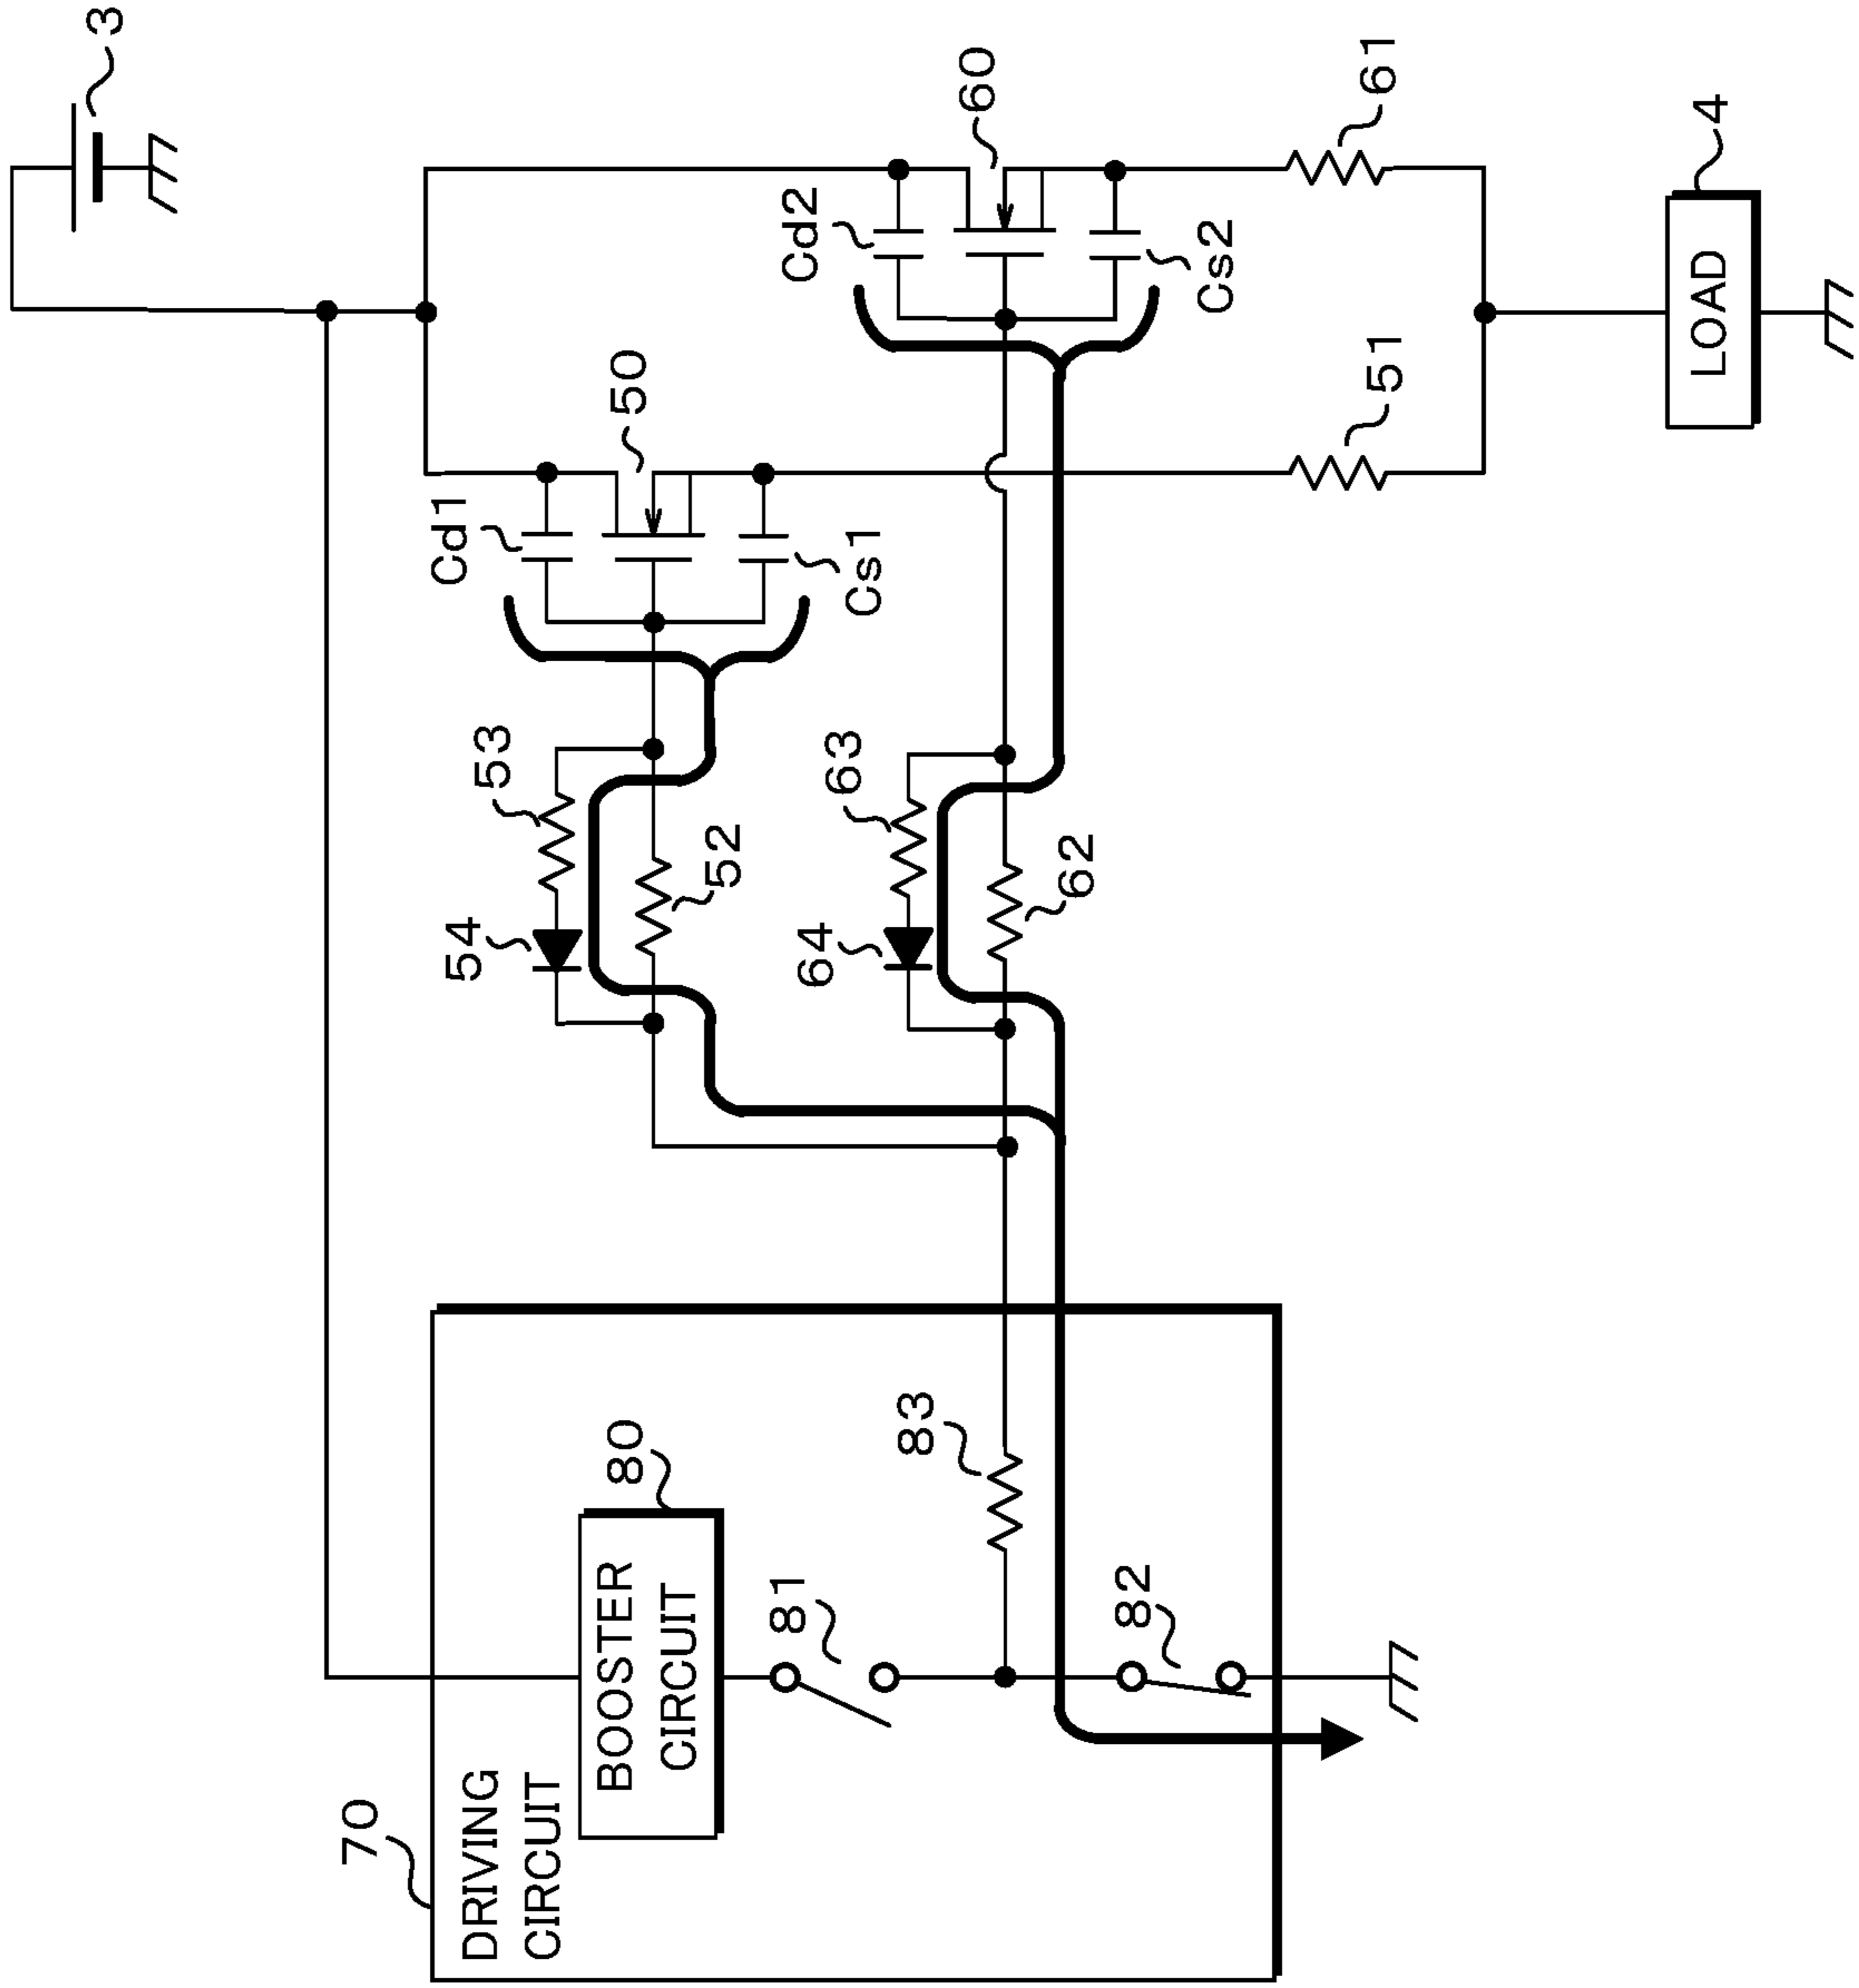 3
60
61
4
LOAD
Cd2
Cs2
50
51
Cd1
Cs1
53
54
52
63
64
62
70
DRIVING
CIRCUIT
80
BOOSTER
CIRCUIT
81
83
82